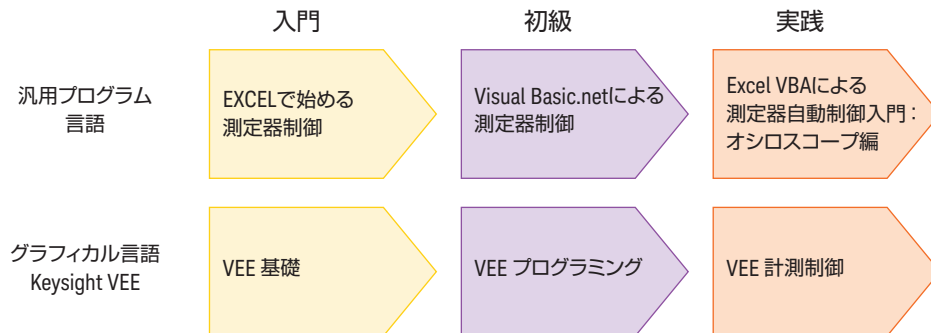 入門
初級
実践
汎用プログラム
言語
EXCELで始める
測定器制御
Visual Basic.netによる
測定器制御
Excel VBAによる
測定器自動制御入門：
オシロスコープ編
グラフィカル言語
Keysight VEE
VEE 基礎
VEE プログラミング
VEE 計測制御